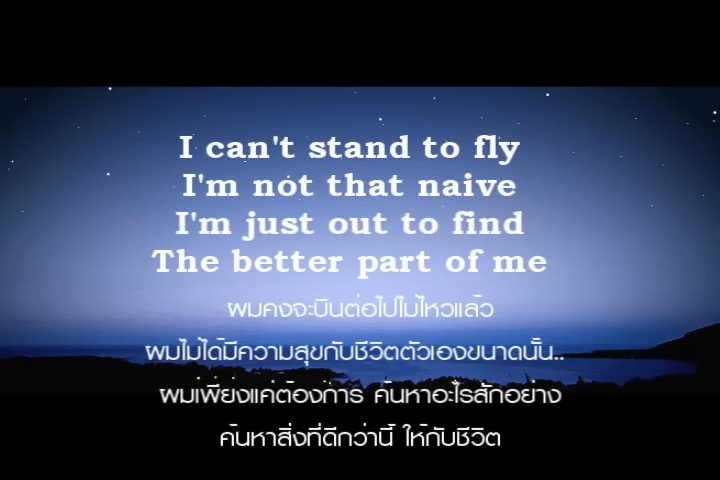 I can't stand to fly
I'm not that naive
I'm just out to find
The better part of me
ผมคงจะบินต่อไปไม่ไหวแล้ว
ผมไม่ได้มีความสุขกับชีวิตตัวเองขนาดนั้น..
ผมเพียงแค่ต้องการ ค้นหาอะไรสักอย่าง
ค้นหาสิ่งที่ดีกว่านี้ ให้กับชีวิต